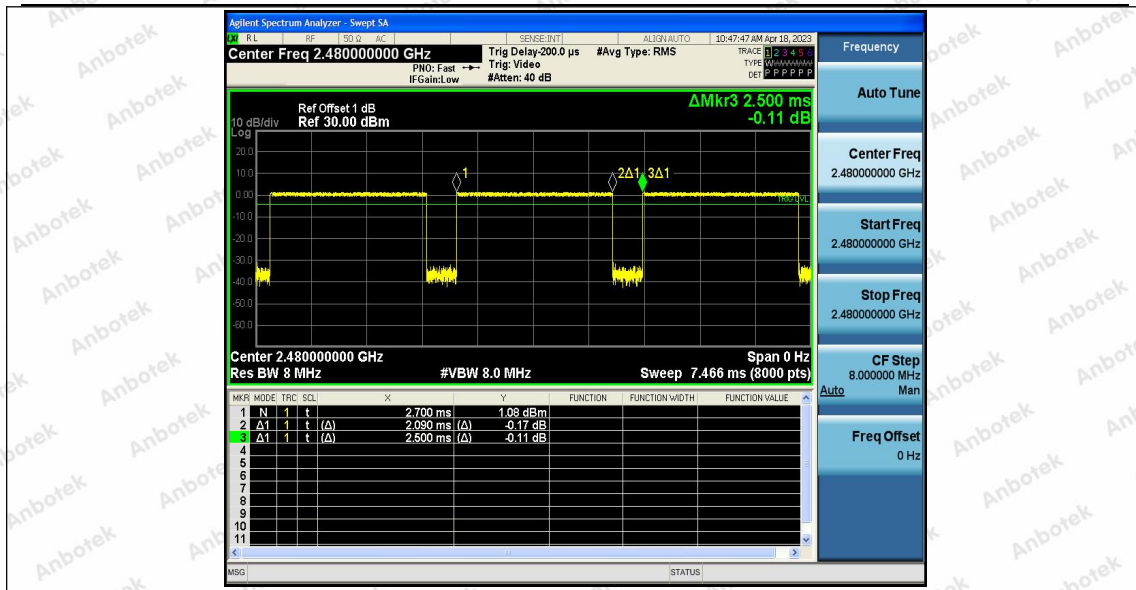 Agilent Spectrum Analyzer - Swept SA
LXI RL RF 50 Ω AC SENSE:INT ALIGN AUTO 10:47:47 AM Apr 18, 2023
Center Freq 2.480000000 GHz
Trig Delay-200.0 µs #Avg Type: RMS TRACE 1 2 3 4 5 6
PNO: Fast Trig: Video TYPE
IFGain:Low #Atten: 40 dB DET P P P P P P
ΔMkr3 2.500 ms
-0.11 dB
Ref Offset 1 dB
10 dB/div Ref 30.00 dBm
Log
20.0
10.0
0.00
-10.0
-20.0
-30.0
-40.0
-50.0
-60.0
1
2Δ1
3Δ1
TRIG LVL
Center 2.480000000 GHz Span 0 Hz
Res BW 8 MHz #VBW 8.0 MHz Sweep 7.466 ms (8000 pts)
MKR MODE TRC SCL X Y FUNCTION FUNCTION WIDTH FUNCTION VALUE
1 N 1 t 2.700 ms 1.08 dBm
2 Δ1 1 t (Δ) 2.090 ms (Δ) -0.17 dB
3 Δ1 1 t (Δ) 2.500 ms (Δ) -0.11 dB
4
5
6
7
8
9
10
11
MSG STATUS
Frequency
Auto Tune
Center Freq
2.480000000 GHz
Start Freq
2.480000000 GHz
Stop Freq
2.480000000 GHz
CF Step
8.000000 MHz
Auto Man
Freq Offset
0 Hz
Anbotek